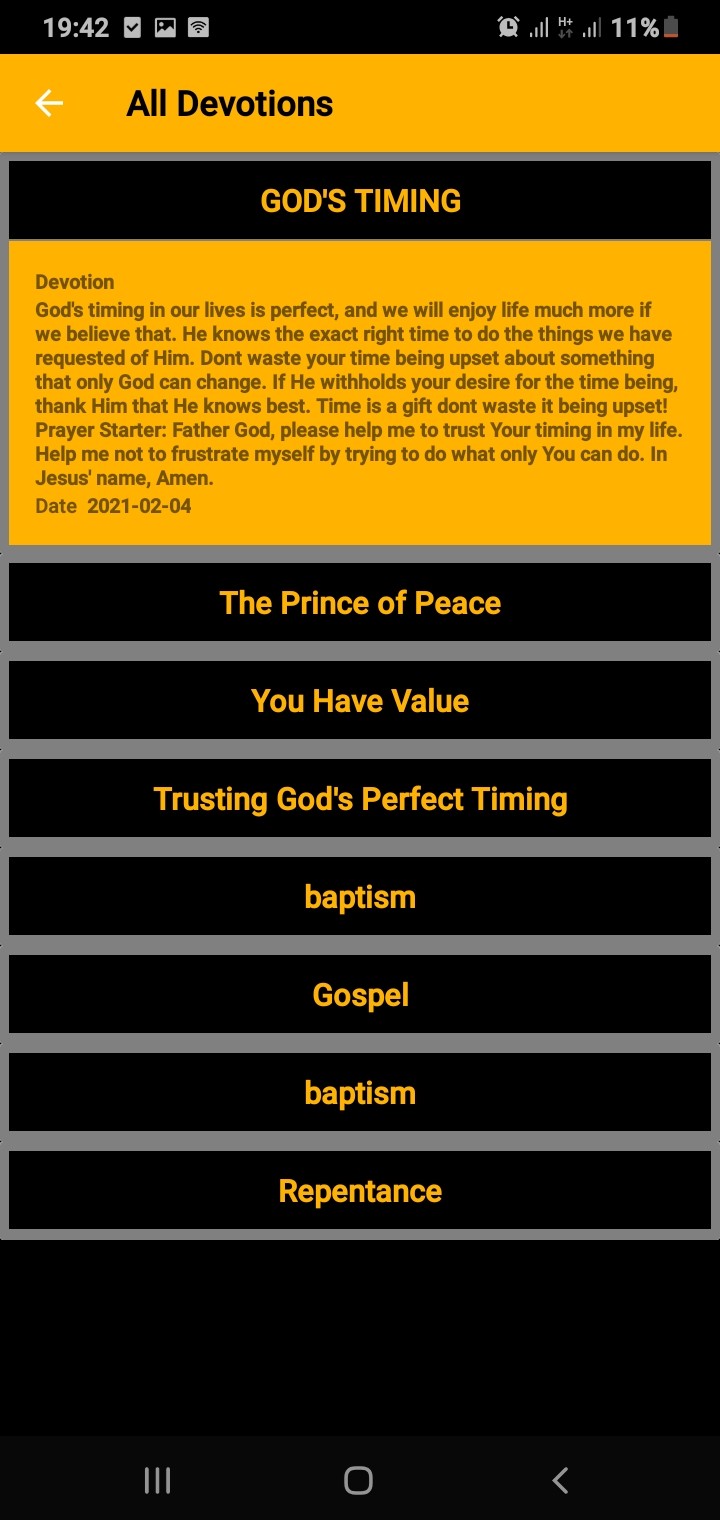 19:42 H+ 11%
All Devotions
GOD'S TIMING
Devotion
God's timing in our lives is perfect, and we will enjoy life much more if
we believe that. He knows the exact right time to do the things we have
requested of Him. Dont waste your time being upset about something
that only God can change. If He withholds your desire for the time being,
thank Him that He knows best. Time is a gift dont waste it being upset!
Prayer Starter: Father God, please help me to trust Your timing in my life.
Help me not to frustrate myself by trying to do what only You can do. In
Jesus' name, Amen.
Date 2021-02-04
The Prince of Peace
You Have Value
Trusting God's Perfect Timing
baptism
Gospel
baptism
Repentance